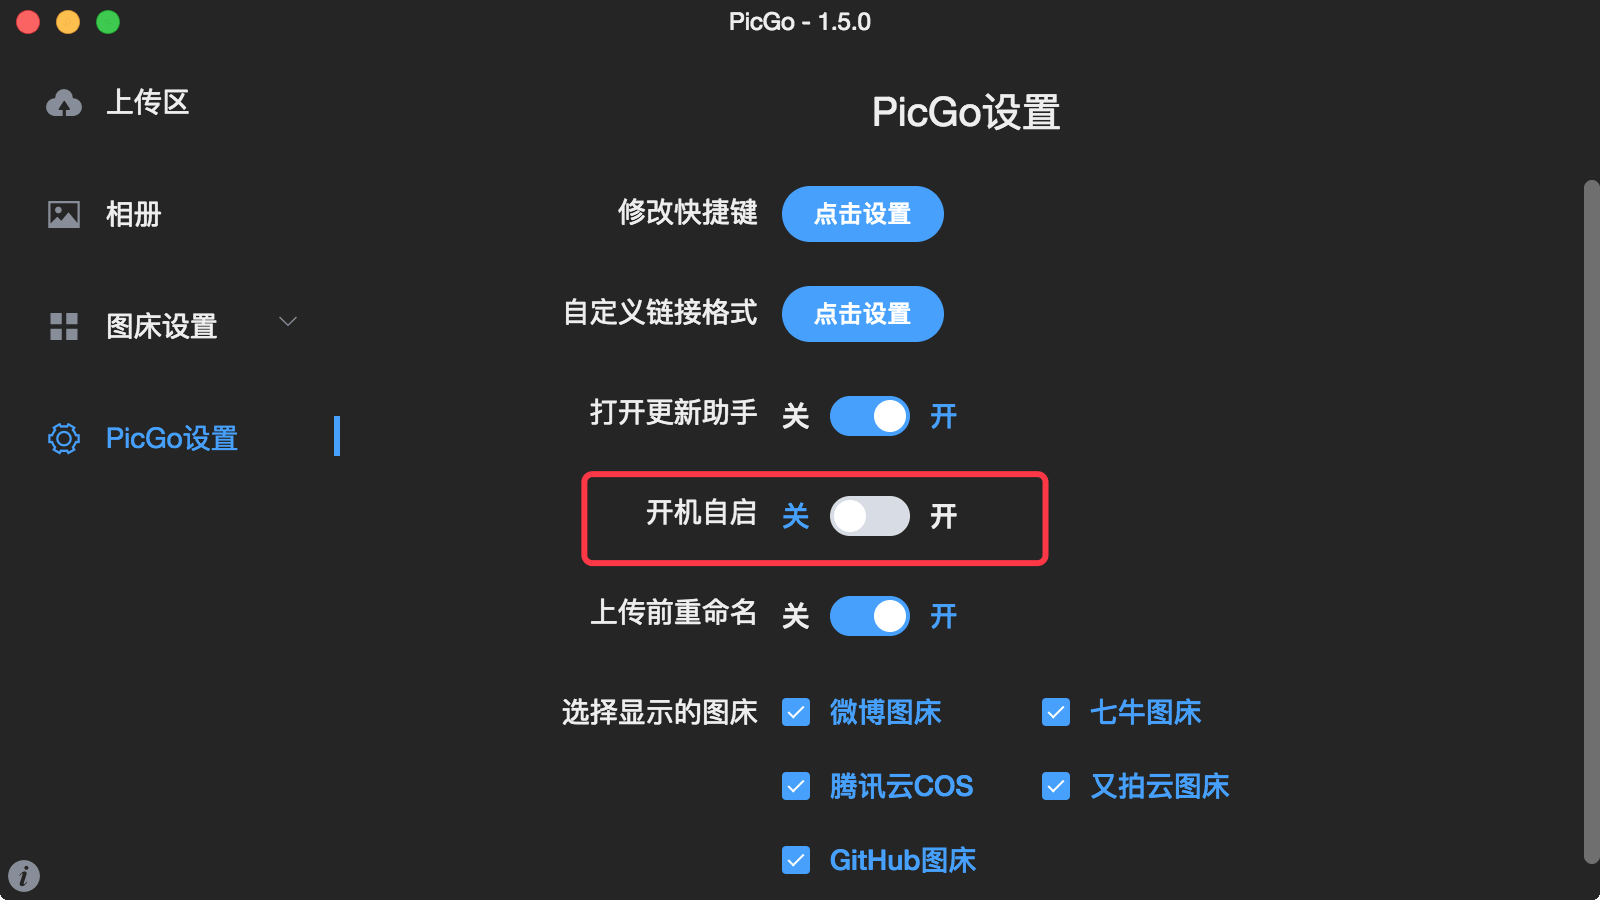 PicGo - 1.5.0
上传区
相册
图床设置
PicGo设置
PicGo设置
修改快捷键 点击设置
自定义链接格式 点击设置
打开更新助手 关 开
开机自启 关 开
上传前重命名 关 开
选择显示的图床 微博图床 七牛图床
腾讯云COS 又拍云图床
GitHub图床
i